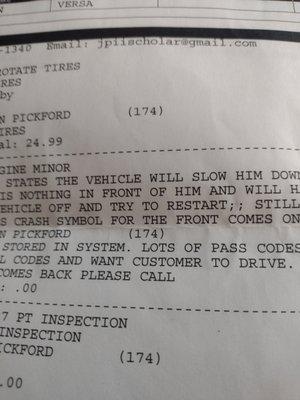 VERSA
-1340 Email: jpiischolar@gmail.com
ROTATE TIRES
RES
by
N PICKFORD (174)
IRES
al: 24.99
GINE MINOR
STATES THE VEHICLE WILL SLOW HIM DOWN
IS NOTHING IN FRONT OF HIM AND WILL H
EHICLE OFF AND TRY TO RESTART;; STILL
S CRASH SYMBOL FOR THE FRONT COMES ON
N PICKFORD (174)
STORED IN SYSTEM. LOTS OF PASS CODES
L CODES AND WANT CUSTOMER TO DRIVE.
COMES BACK PLEASE CALL
: .00
7 PT INSPECTION
INSPECTION
ICKFORD (174)
.00